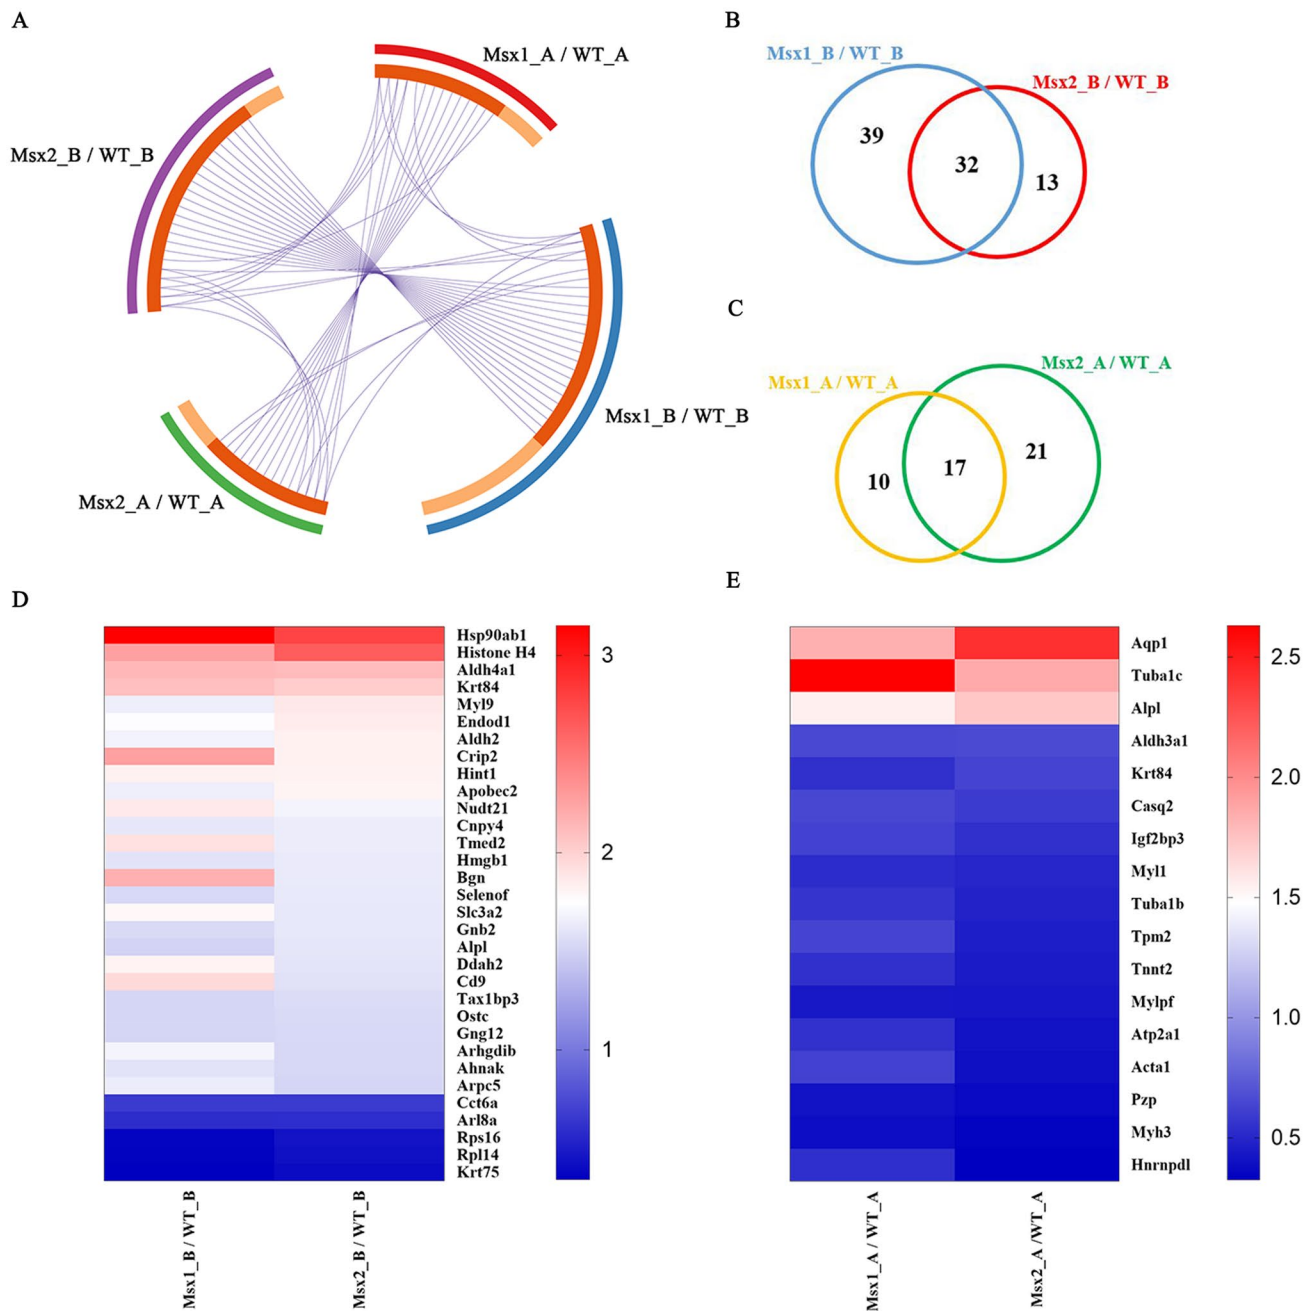 A
Msx1_A / WT_A
Msx2_B / WT_B
Msx1_B / WT_B
Msx2_A / WT_A
B
Msx1_B / WT_B
Msx2_B / WT_B
39
32
13
C
Msx2_A / WT_A
Msx1_A / WT_A
10
17
21
D
Hsp90ab1
Histone H4
Aldh4a1
Krt84
Myl9
Endod1
Aldh2
Crip2
Hint1
Apobec2
Nudt21
Cnpy4
Tmed2
Hmgb1
Bgn
Selenof
Slc3a2
Gnb2
Alpl
Ddah2
Cd9
Tax1bp3
Ostc
Gng12
Arhgdib
Ahnak
Arpc5
Cct6a
Arl8a
Rps16
Rpl14
Krt75
3
2
1
Msx1_B / WT_B
Msx2_B / WT_B
E
Aqp1
Tuba1c
Alpl
Aldh3a1
Krt84
Casq2
Igf2bp3
Myl1
Tuba1b
Tpm2
Tnnt2
Mylpf
Atp2a1
Acta1
Pzp
Myh3
Hnrnpdl
2.5
2.0
1.5
1.0
0.5
Msx1_A / WT_A
Msx2_A /WT_A